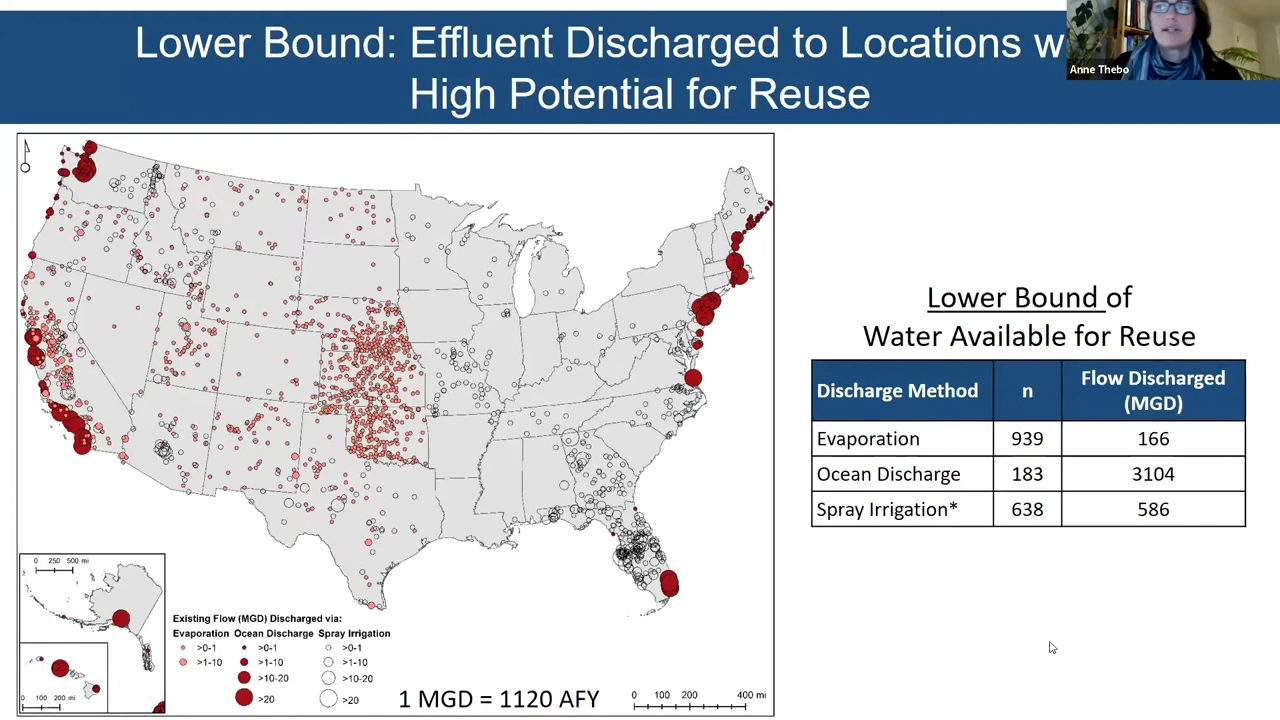 Lower Bound: Effluent Discharged to Locations w
High Potential for Reuse
Anne Thebo
Lower Bound of
Water Available for Reuse
Discharge Method n Flow Discharged (MGD)
Evaporation 939 166
Ocean Discharge 183 3104
Spray Irrigation* 638 586
0 250 500 mi
0 100 200 mi
Existing Flow (MGD) Discharged via:
Evaporation Ocean Discharge Spray Irrigation
>0-1 >0-1 >0-1
>1-10 >1-10 >1-10
>10-20 >10-20
>20 >20
1 MGD = 1120 AFY
0 100 200 400 mi